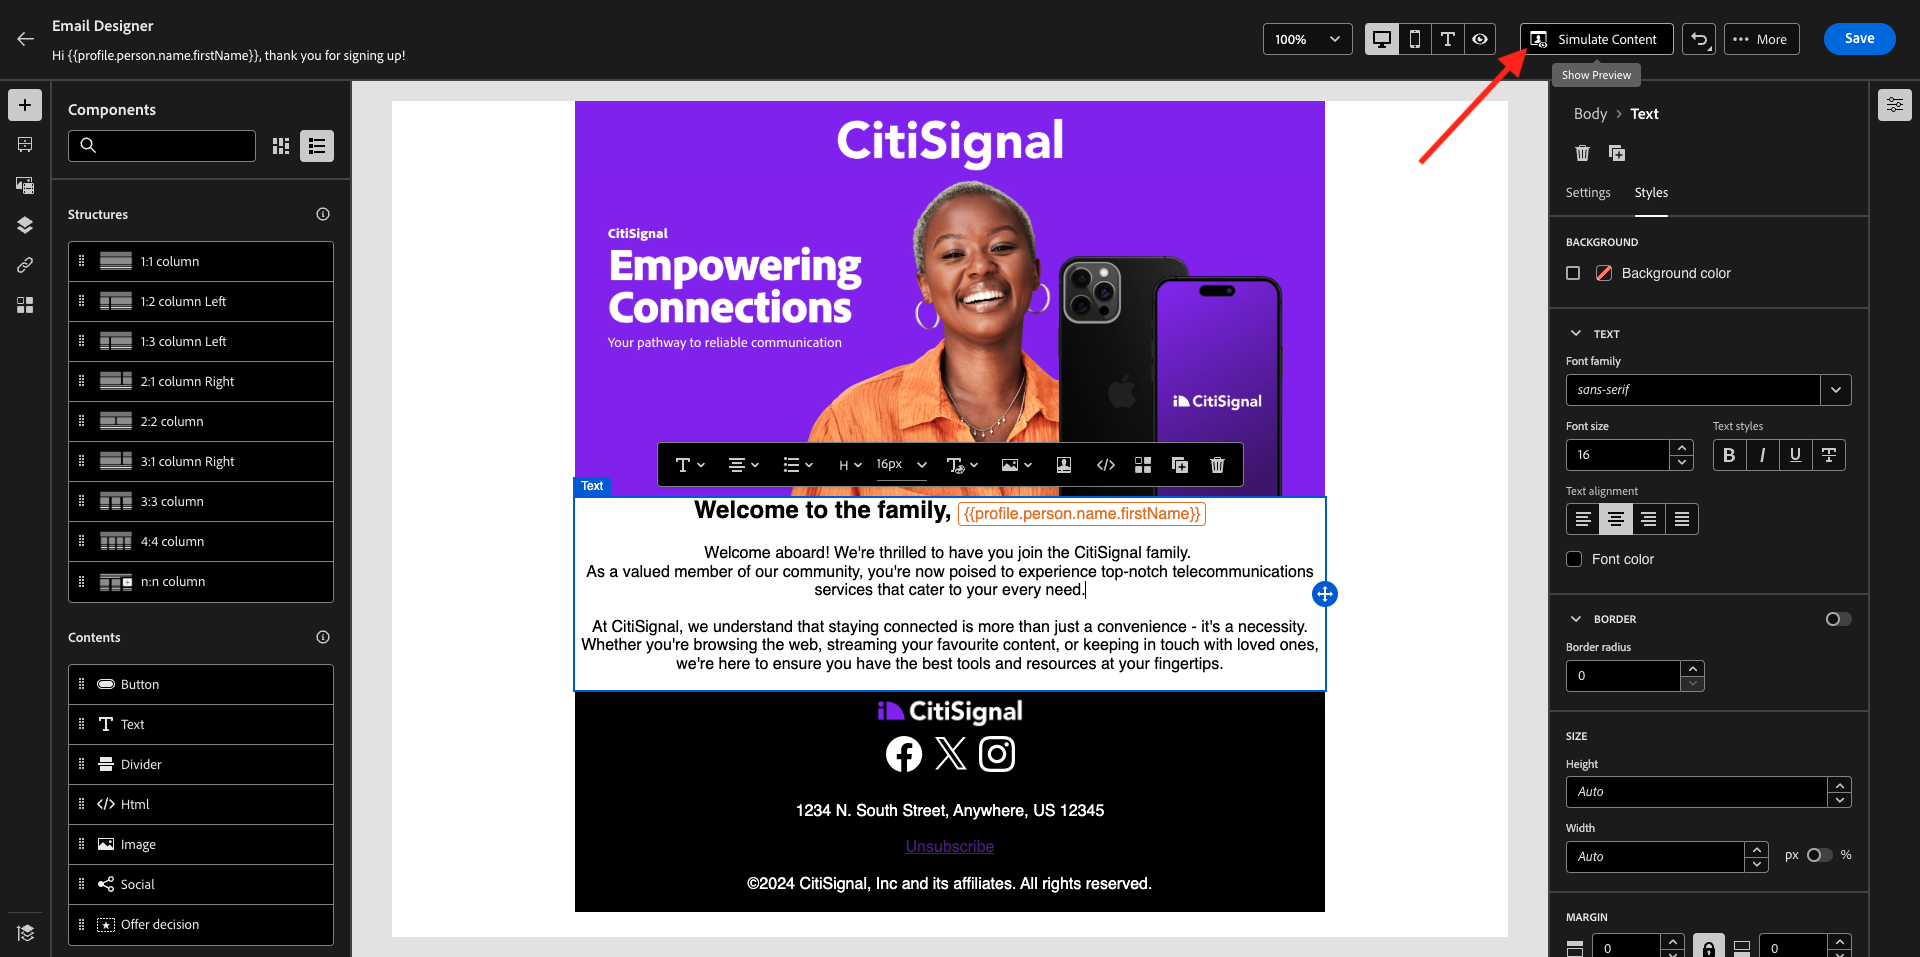 Email Designer
Hi {{profile.person.name.firstName}}, thank you for signing up!
100%
Simulate Content
More
Save
Show Preview
Components
Structures
1:1 column
1:2 column Left
1:3 column Left
2:1 column Right
2:2 column
3:1 column Right
3:3 column
4:4 column
n:n column
Contents
Button
Text
Divider
Html
Image
Social
Offer decision
CitiSignal
CitiSignal
Empowering
Connections
Your pathway to reliable communication
CitiSignal
H
16px
Text
Welcome to the family, {{profile.person.name.firstName}}
Welcome aboard! We're thrilled to have you join the CitiSignal family.
As a valued member of our community, you're now poised to experience top-notch telecommunications
services that cater to your every need.
At CitiSignal, we understand that staying connected is more than just a convenience - it's a necessity.
Whether you're browsing the web, streaming your favourite content, or keeping in touch with loved ones,
we're here to ensure you have the best tools and resources at your fingertips.
CitiSignal
1234 N. South Street, Anywhere, US 12345
Unsubscribe
©2024 CitiSignal, Inc and its affiliates. All rights reserved.
Body > Text
Settings
Styles
BACKGROUND
Background color
TEXT
Font family
sans-serif
Font size
Text styles
16
B I U T
Text alignment
Font color
BORDER
Border radius
0
SIZE
Height
Auto
Width
Auto
px
%
MARGIN
0
0